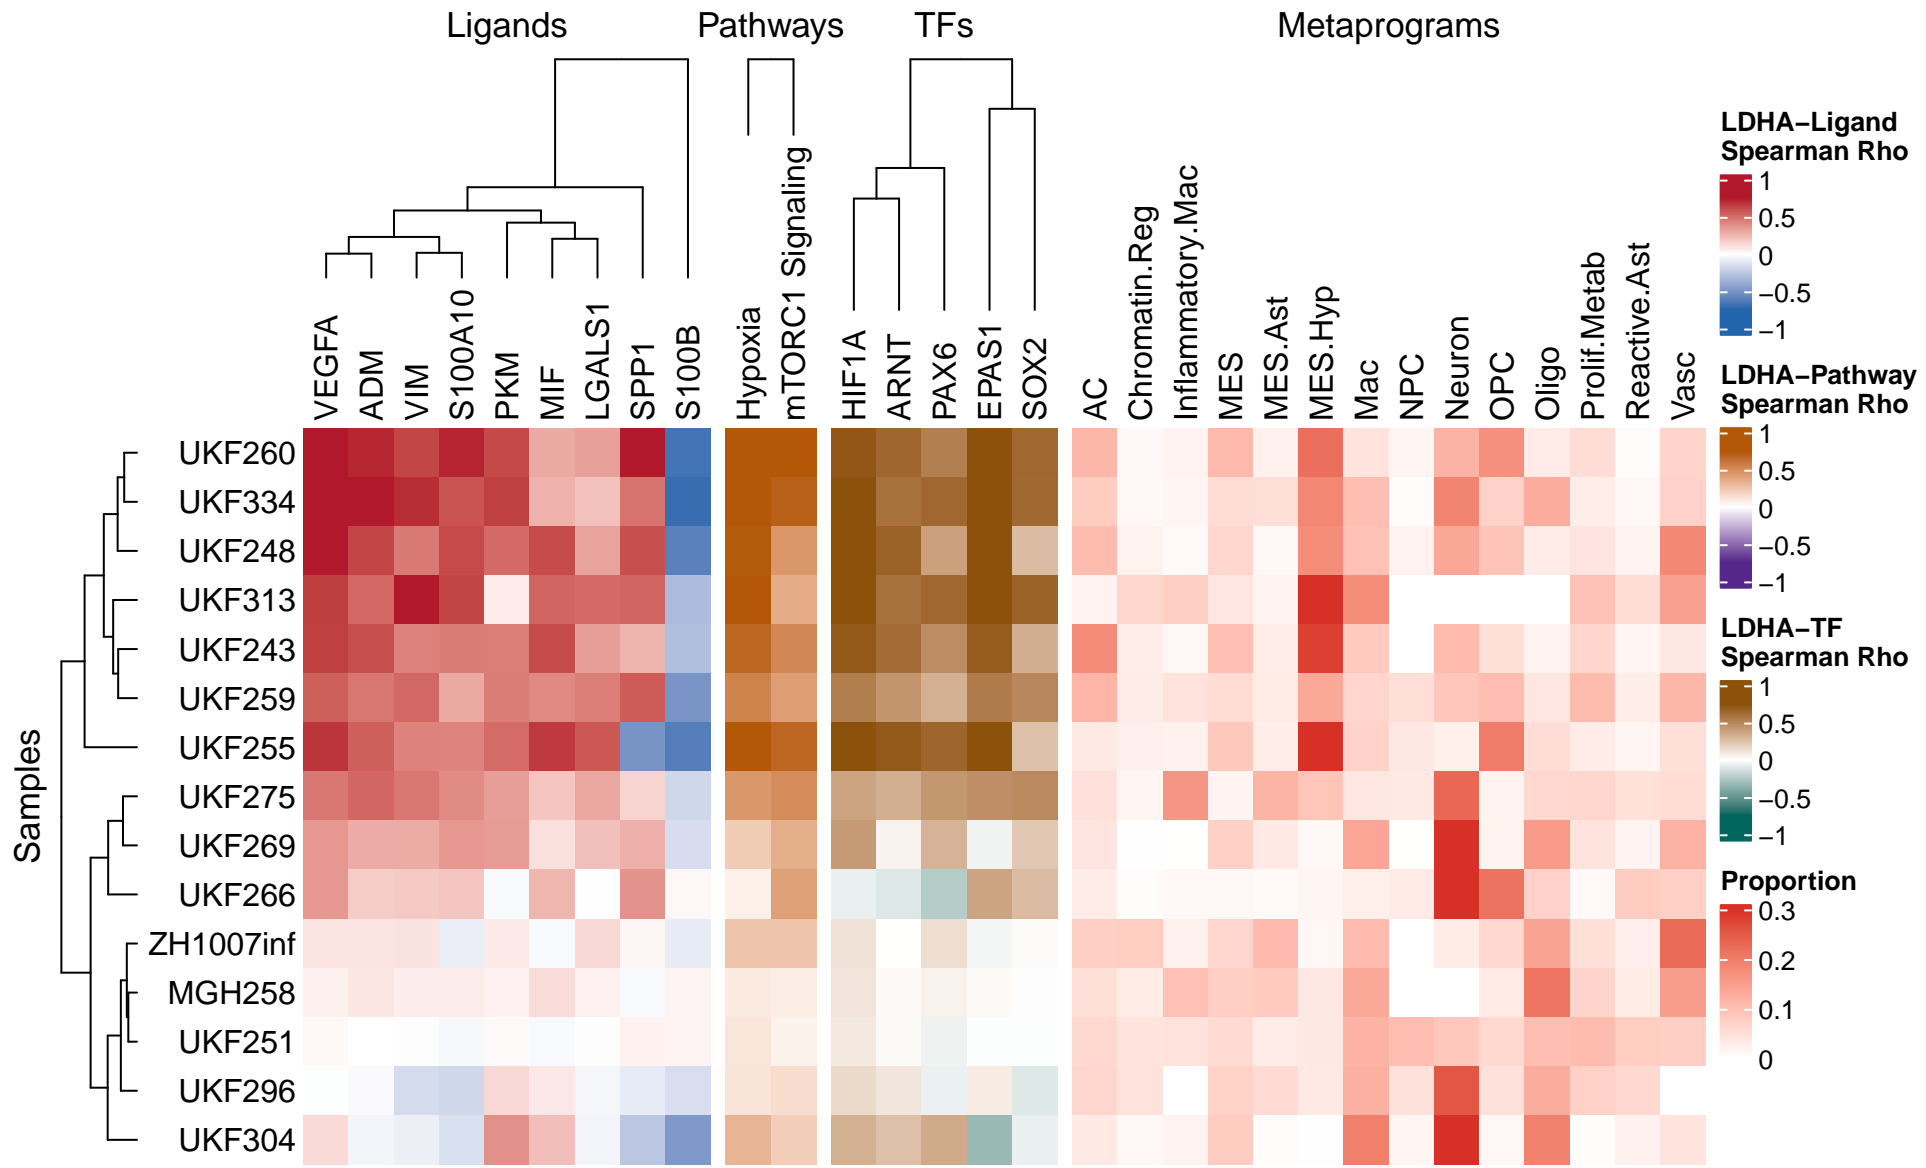 Ligands
Pathways
TFs
Metaprograms
VEGFA
ADM
VIM
S100A10
PKM
MIF
LGALS1
SPP1
S100B
Hypoxia
mTORC1 Signaling
HIF1A
ARNT
PAX6
EPAS1
SOX2
AC
Chromatin.Reg
Inflammatory.Mac
MES
MES.Ast
MES.Hyp
Mac
NPC
Neuron
OPC
Oligo
Prolif.Metab
Reactive.Ast
Vasc
Samples
UKF260
UKF334
UKF248
UKF313
UKF243
UKF259
UKF255
UKF275
UKF269
UKF266
ZH1007inf
MGH258
UKF251
UKF296
UKF304
LDHA−Ligand
Spearman Rho
1
0.5
0
−0.5
−1
LDHA−Pathway
Spearman Rho
1
0.5
0
−0.5
−1
LDHA−TF
Spearman Rho
1
0.5
0
−0.5
−1
Proportion
0.3
0.2
0.1
0